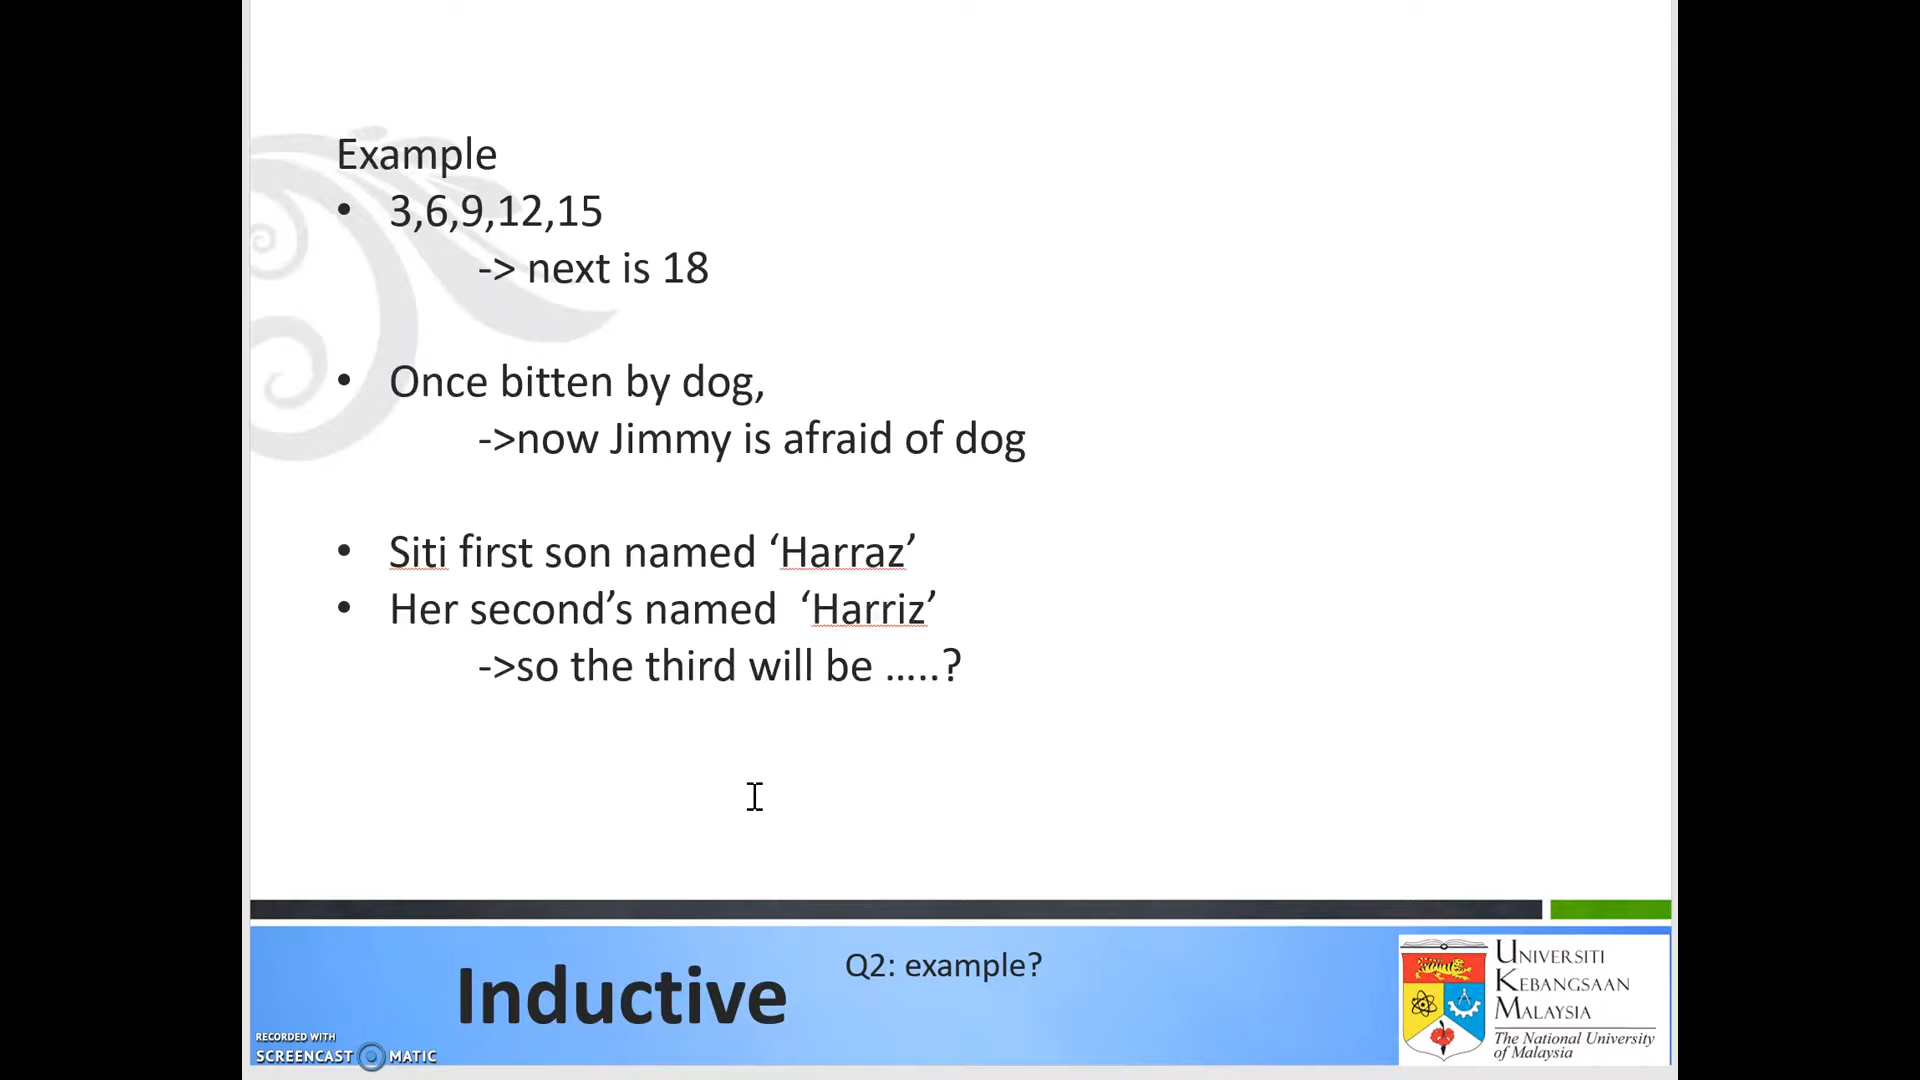 Example
• 3,6,9,12,15
-> next is 18
• Once bitten by dog,
->now Jimmy is afraid of dog
• Siti first son named ‘Harraz’
• Her second’s named ‘Harriz’
->so the third will be …..?
Inductive
Q2: example?
UNIVERSITI
KEBANGSAAN
MALAYSIA
The National University
of Malaysia
RECORDED WITH
SCREENCAST MATIC